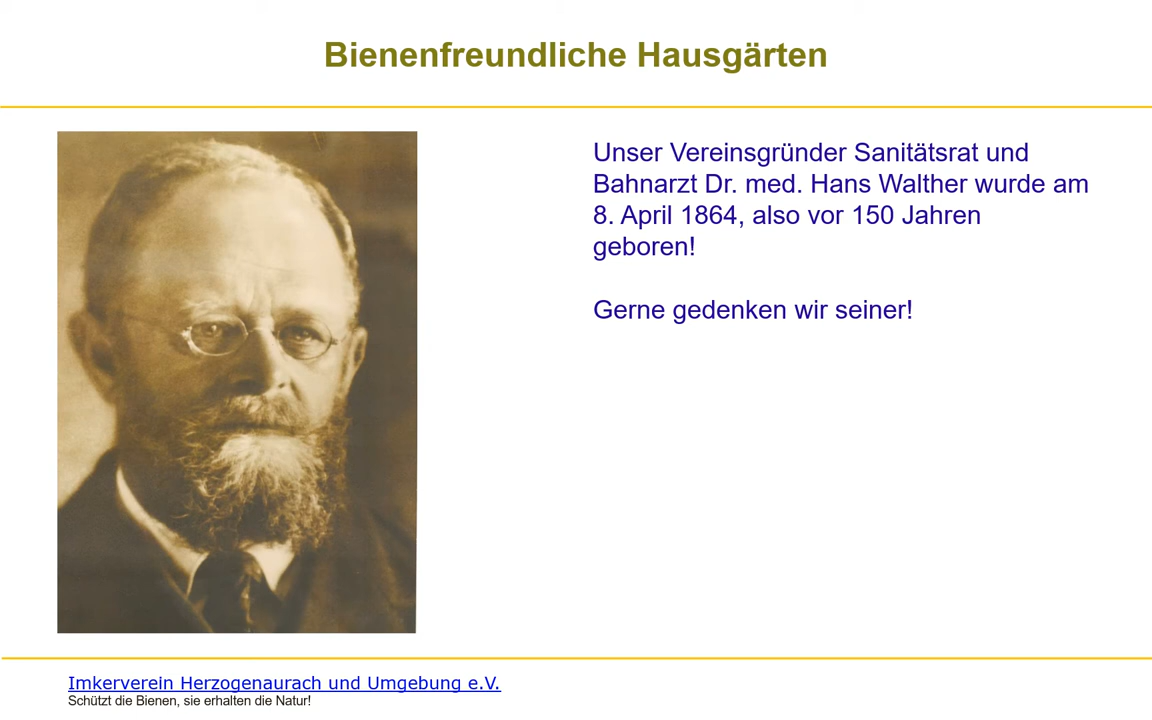 Bienenfreundliche Hausgärten
Unser Vereinsgründer Sanitätsrat und
Bahnarzt Dr. med. Hans Walther wurde am
8. April 1864, also vor 150 Jahren
geboren!
Gerne gedenken wir seiner!
Imkerverein Herzogenaurach und Umgebung e.V.
Schützt die Bienen, sie erhalten die Natur!